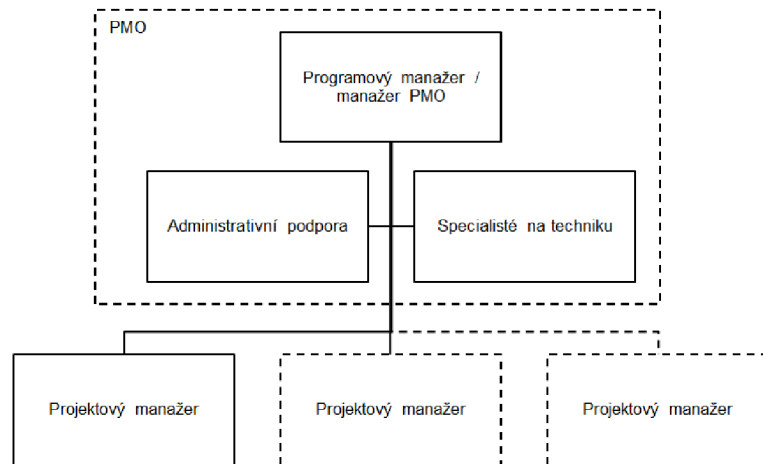 PMO
Programový manažer /
manažer PMO
Administrativní podpora
Specialisté na techniku
Projektový manažer
Projektový manažer
Projektový manažer